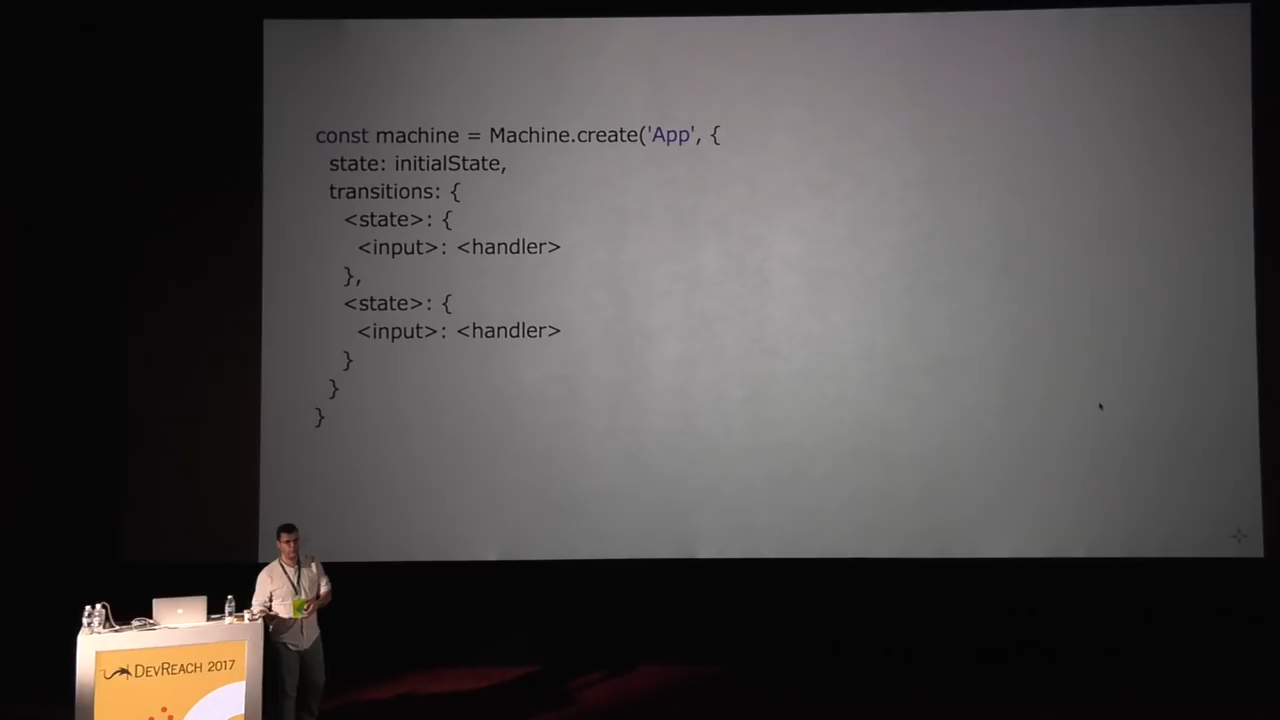 const machine = Machine.create('App', {
state: initialState,
transitions: {
<state>: {
<input>: <handler>
},
<state>: {
<input>: <handler>
}
}
}
DEVREACH 2017